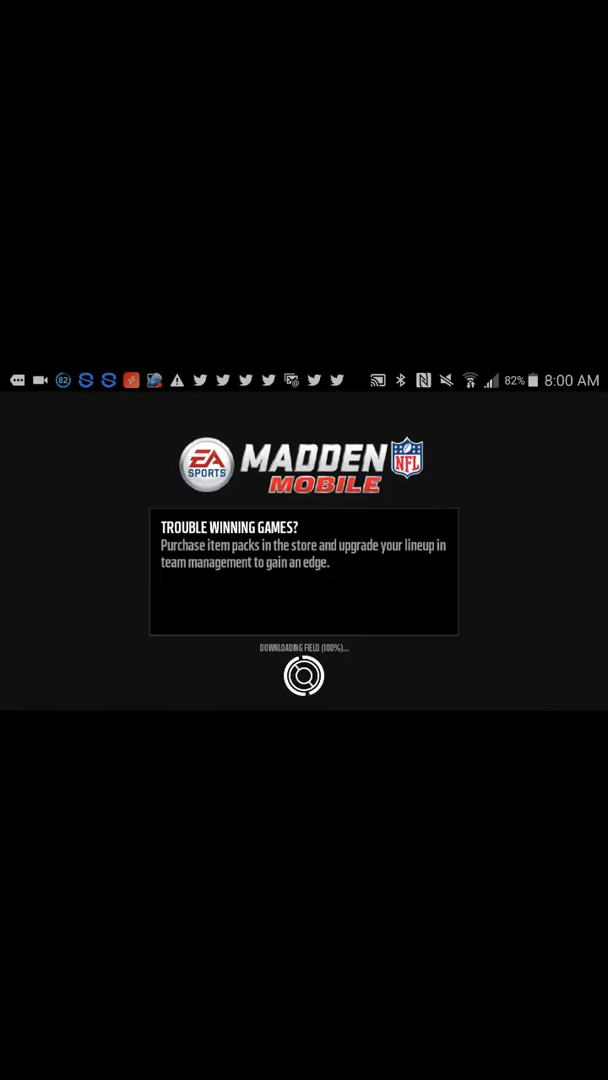 82 82% 8:00 AM
EA SPORTS MADDEN NFL
MOBILE
TROUBLE WINNING GAMES?
Purchase item packs in the store and upgrade your lineup in
team management to gain an edge.
DOWNLOADING FIELD (100%)...